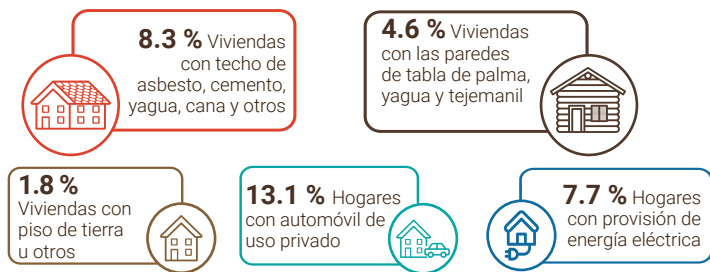 8.3 % Viviendas
con techo de
asbesto, cemento,
yagua, cana y otros
4.6 % Viviendas
con las paredes
de tabla de palma,
yagua y tejemanil
1.8 %
Viviendas con
piso de tierra
u otros
13.1 % Hogares
con automóvil de
uso privado
7.7 % Hogares
con provisión de
energía eléctrica